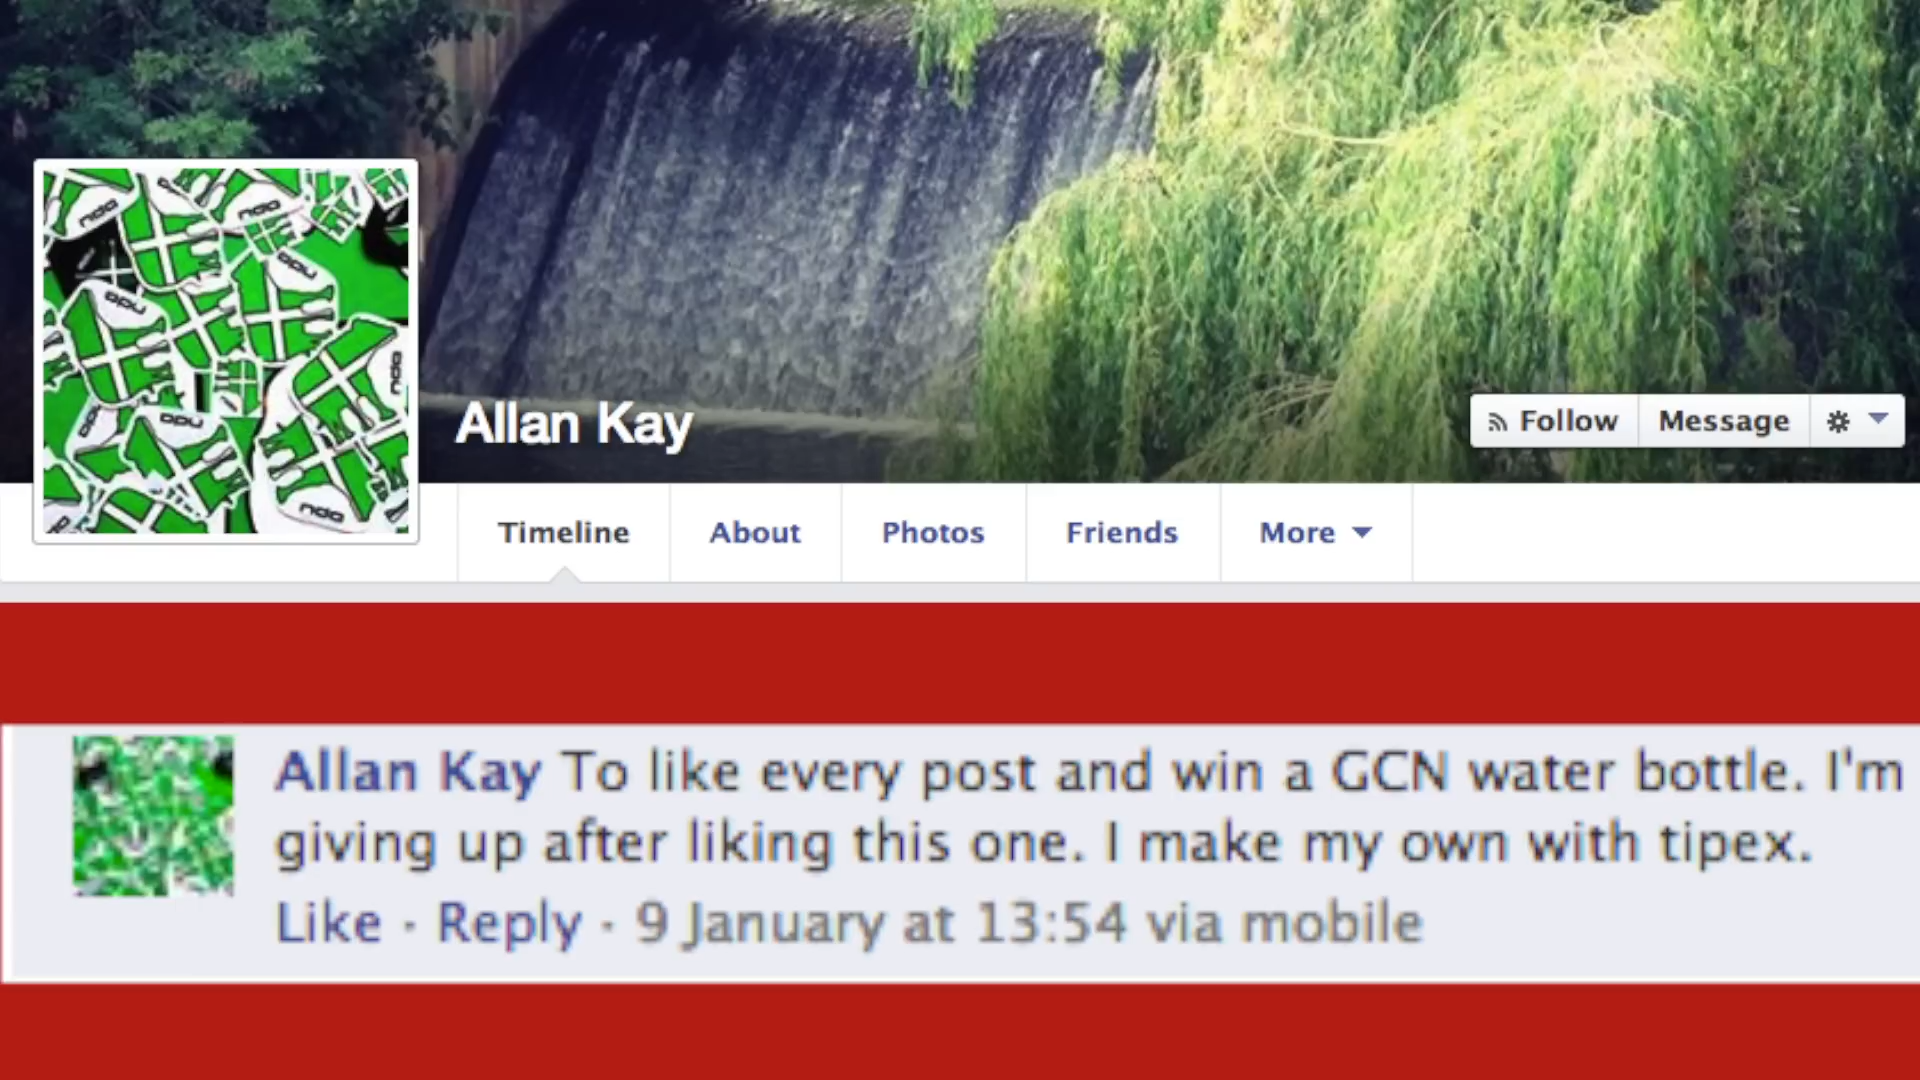 Allan Kay
Follow Message
Timeline About Photos Friends More
Allan Kay To like every post and win a GCN water bottle. I'm
giving up after liking this one. I make my own with tipex.
Like · Reply · 9 January at 13:54 via mobile